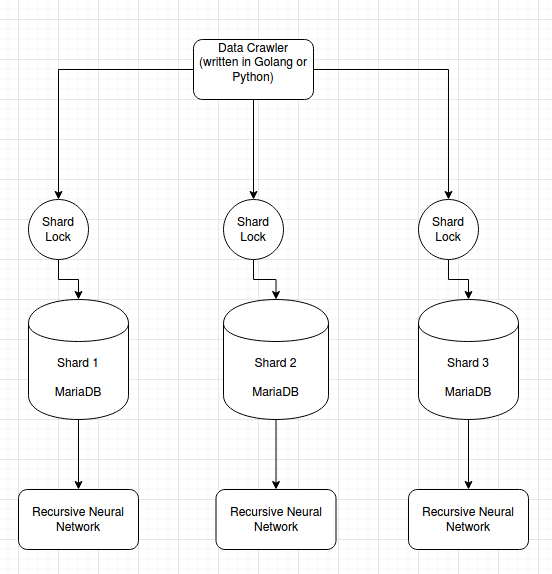 Data Crawler
(written in Golang or
Python)
Shard
Lock
Shard
Lock
Shard
Lock
Shard 1
MariaDB
Shard 2
MariaDB
Shard 3
MariaDB
Recursive Neural
Network
Recursive Neural
Network
Recursive Neural
Network